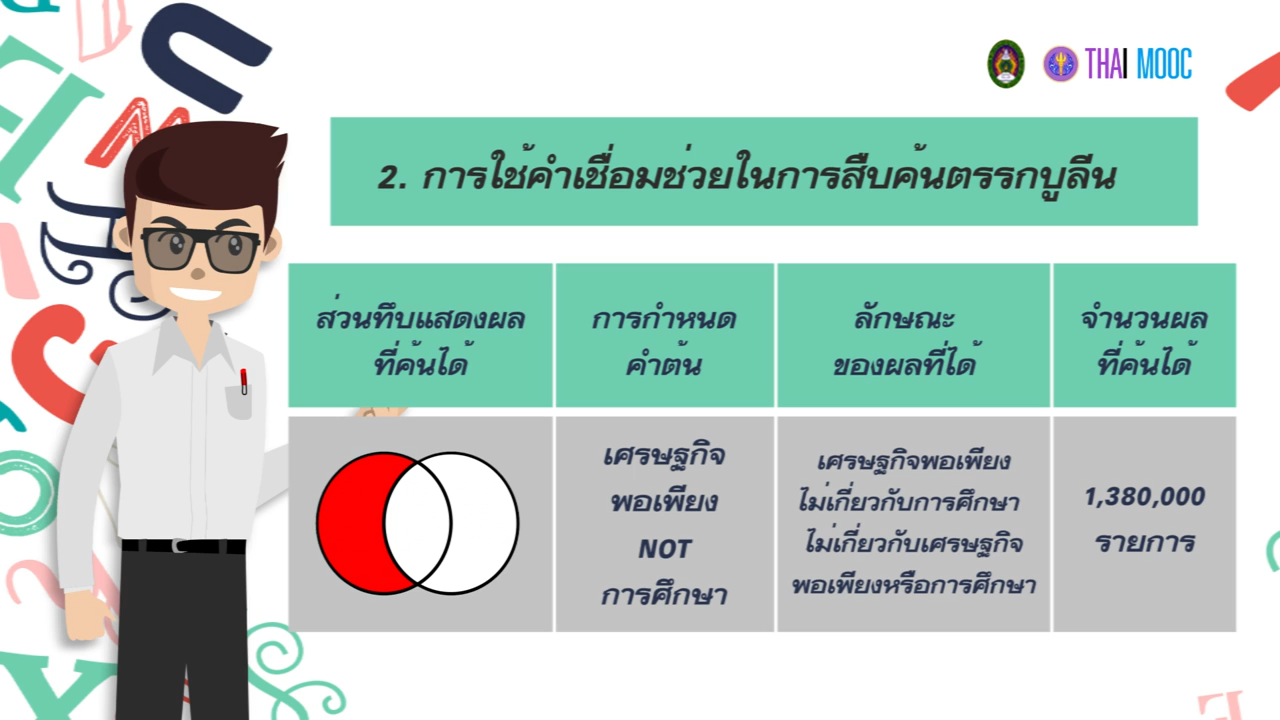 THAI MOOC
2. การใช้คำเชื่อมช่วยในการสืบค้นตรรกบูลีน
ส่วนทึบแสดงผล
ที่ค้นได้
การกำหนด
คำต้น
ลักษณะ
ของผลที่ได้
จำนวนผล
ที่ค้นได้
เศรษฐกิจ
พอเพียง
NOT
การศึกษา
เศรษฐกิจพอเพียง
ไม่เกี่ยวกับการศึกษา
ไม่เกี่ยวกับเศรษฐกิจ
พอเพียงหรือการศึกษา
1,380,000
รายการ